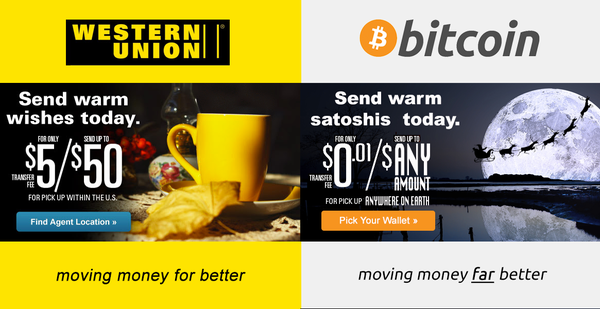 WESTERN
UNION
®
Send warm
wishes today.
FOR ONLY
SEND UP TO
$5/$50
TRANSFER
FEE
FOR PICK UP WITHIN THE U.S.
Find Agent Location »
moving money for better
bitcoin
Send warm
satoshis today.
FOR ONLY
SEND UP TO
$0.01/$ANY
AMOUNT
TRANSFER
FEE
FOR PICK UP ANYWHERE ON EARTH
Pick Your Wallet »
moving money far better